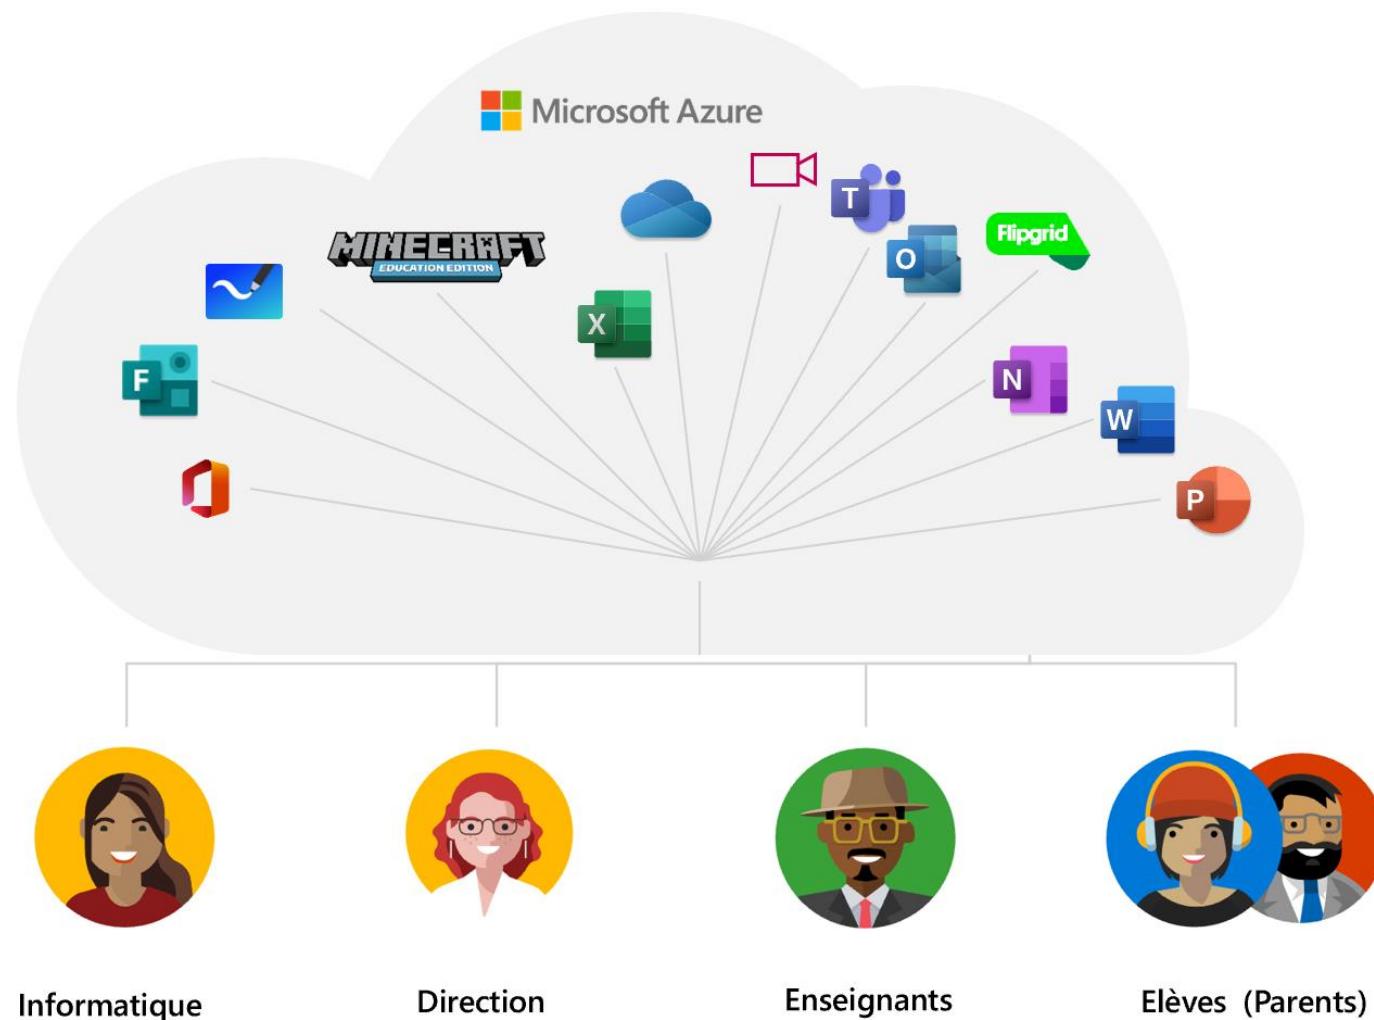 Microsoft Azure
T
Flipgrid
MINECRAFT
EDUCATION EDITION
O
X
F
N
W
P
Informatique
Direction
Enseignants
Elèves (Parents)